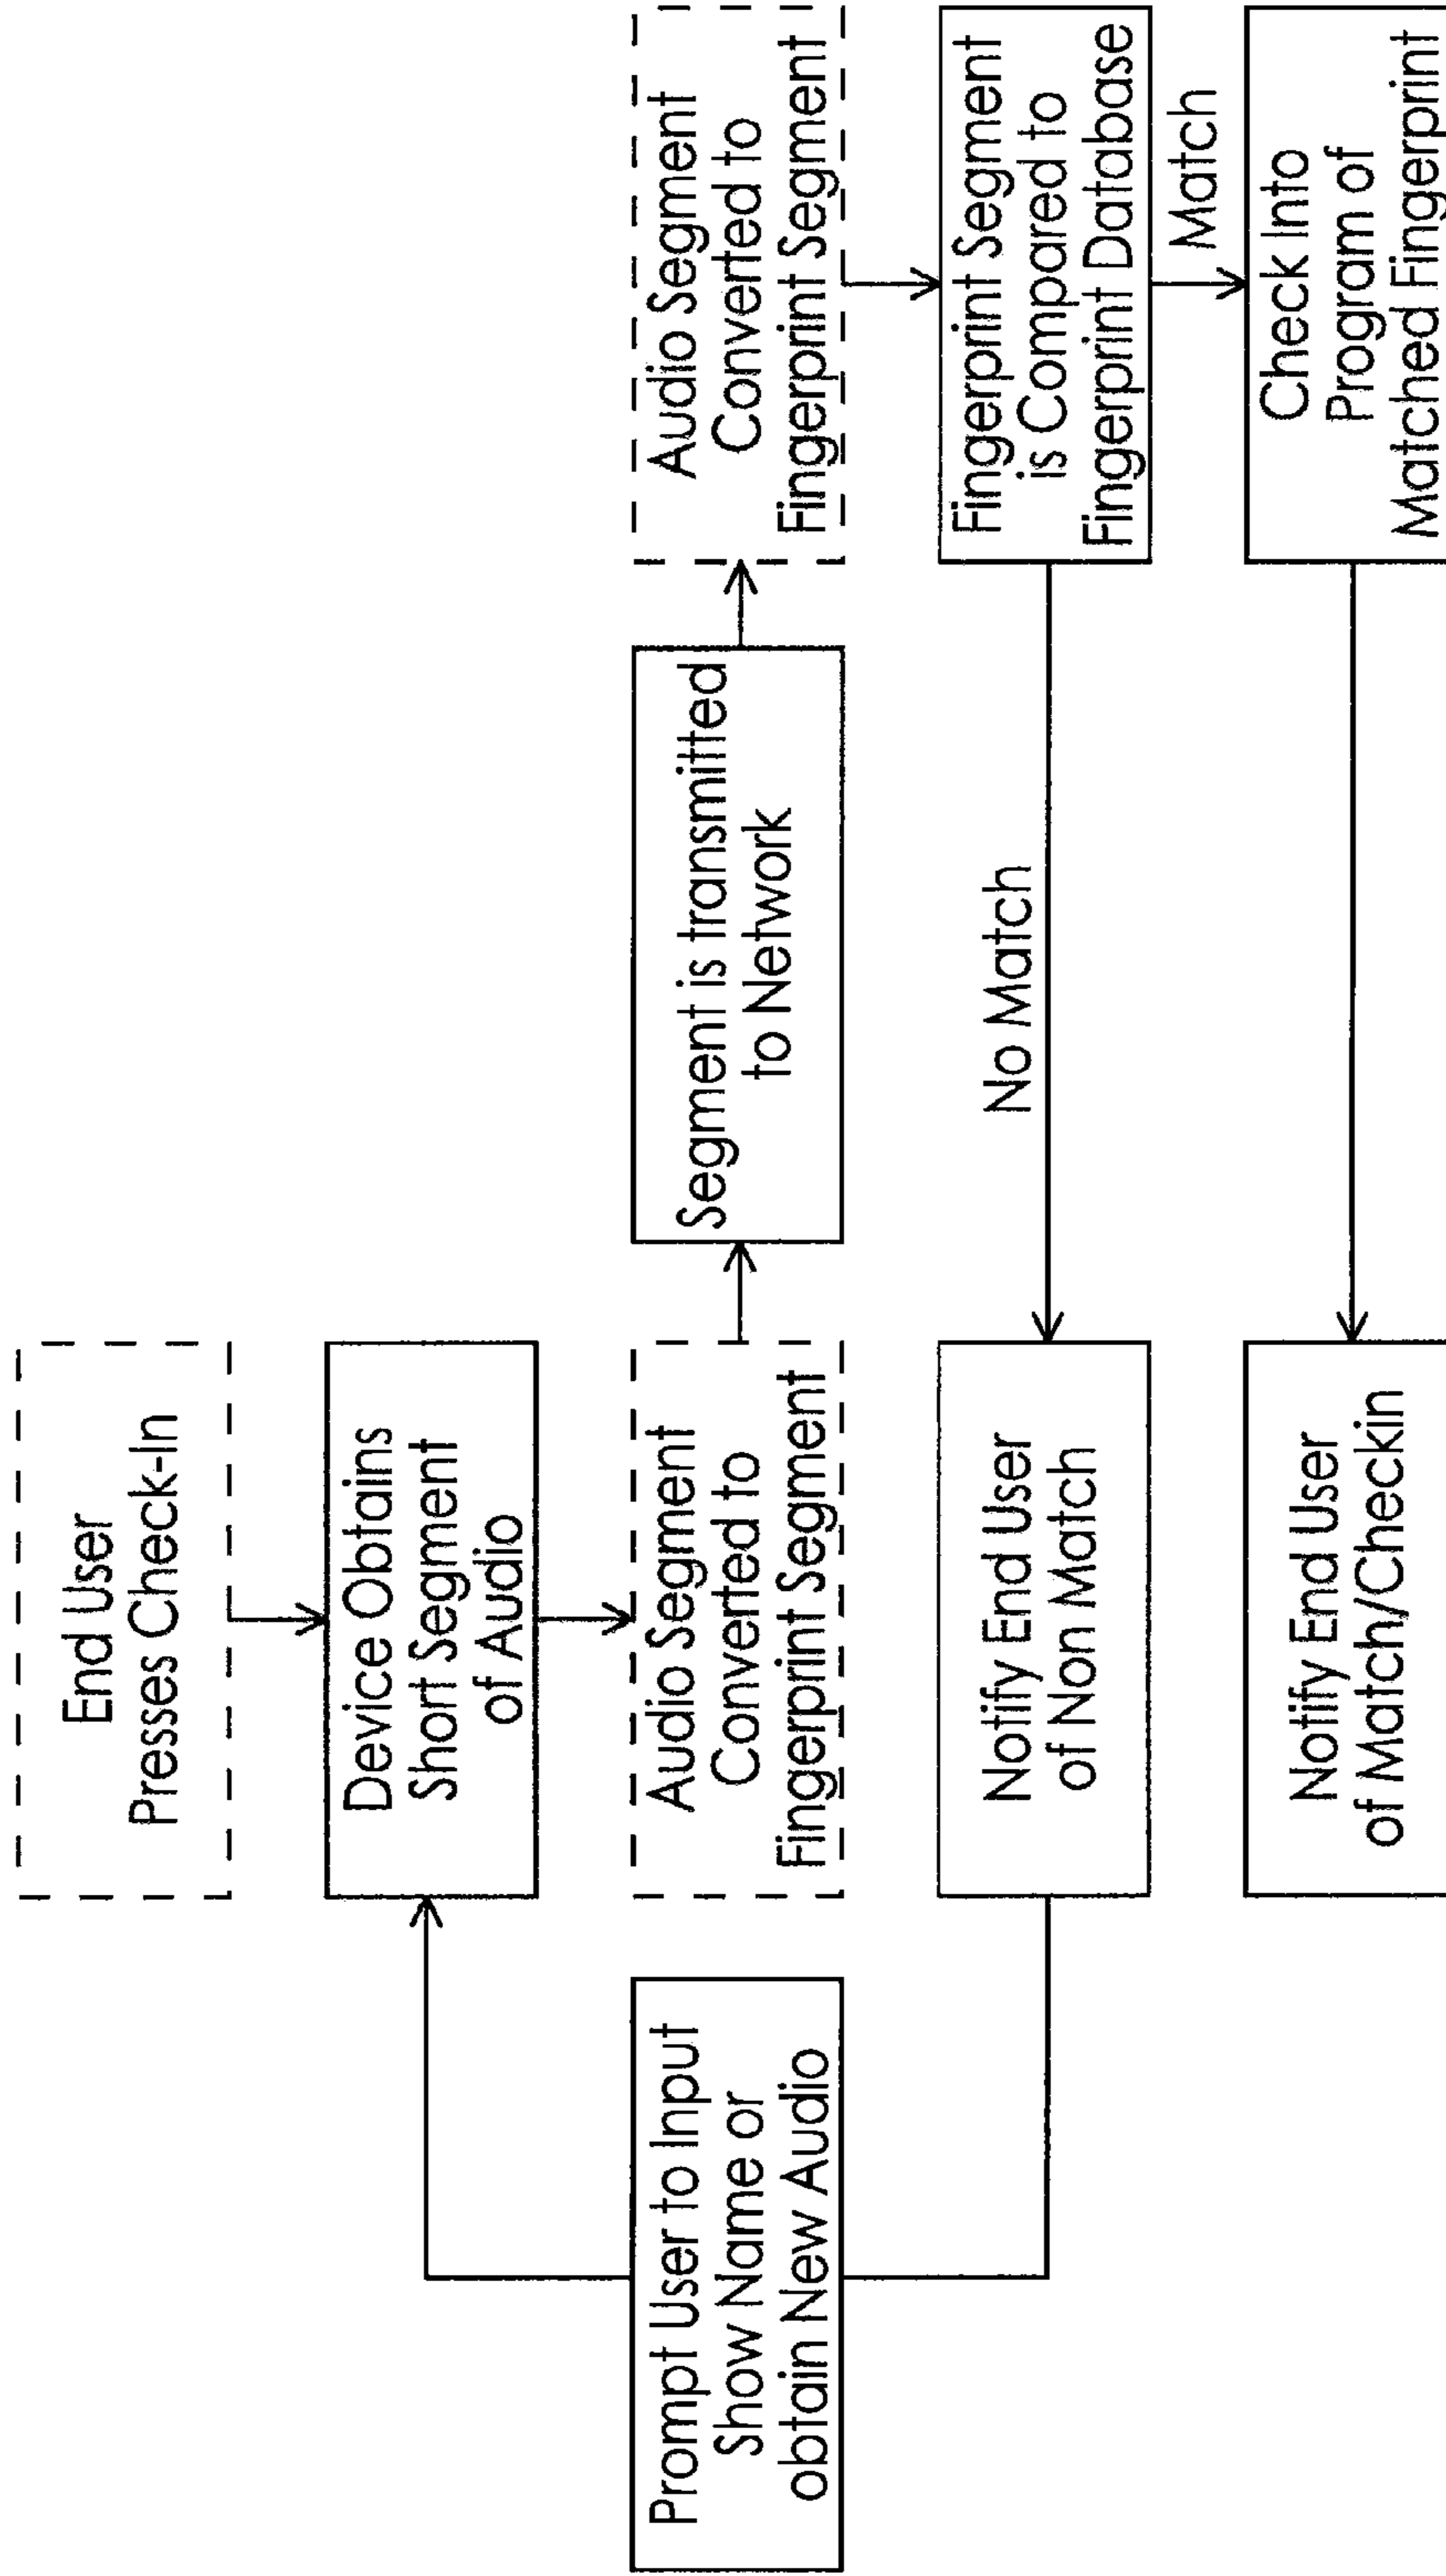 End User
Presses Check-In
Device Obtains
Short Segment
of Audio
Prompt User to Input
Show Name or
obtain New Audio
Audio Segment
Converted to
Fingerprint Segment
Segment is transmitted
to Network
Audio Segment
Converted to
Fingerprint Segment
Notify End User
of Non Match
No Match
Fingerprint Segment
is Compared to
Fingerprint Database
Match
Notify End User
of Match/Checkin
Check Into
Program of
Matched Fingerprint